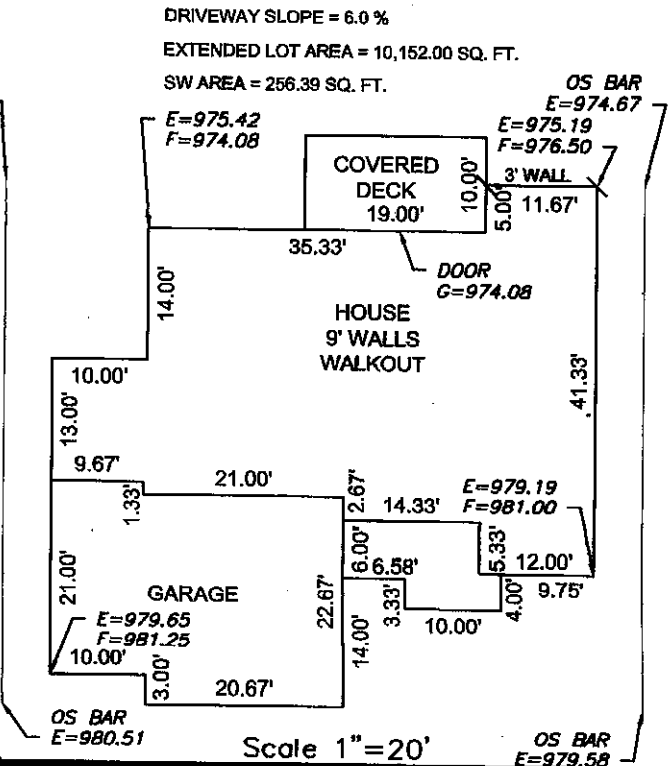 DRIVEWAY SLOPE = 6.0 %
EXTENDED LOT AREA = 10,152.00 SQ. FT.
SW AREA = 256.39 SQ. FT.
OS BAR
E=974.67
E=975.42
F=974.08
E=975.19
F=976.50
COVERED
DECK
19.00'
10.00'
5.00'
3' WALL
11.67'
35.33'
DOOR
G=974.08
14.00'
HOUSE
9' WALLS
WALKOUT
41.33'
10.00'
13.00'
9.67'
1.33'
21.00'
2.67'
14.33'
E=979.19
F=981.00
6.00'
6.58'
5.33'
12.00'
9.75'
21.00'
GARAGE
22.67'
3.33'
10.00'
4.00'
E=979.65
F=981.25
14.00'
10.00'
3.00'
20.67'
OS BAR
E=980.51
Scale 1"=20'
OS BAR
E=979.58